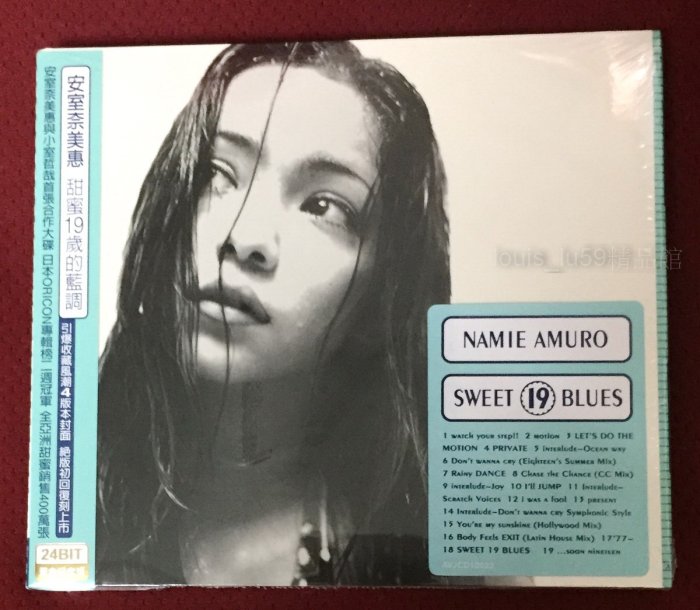 安室奈美惠 甜蜜19歲的藍調
引爆收藏風潮4版本封面 絕版初回復刻上市
安室奈美惠與小室哲哉首張合作大碟 日本ORICON專輯榜二週冠軍 全亞洲甜蜜銷售400萬張
24BIT
louis_lu59精品館
NAMIE AMURO
SWEET 19 BLUES
1 watch your step!! 2 motion 3 LET'S DO THE
MOTION 4 PRIVATE 5 interlude–Ocean way
6 Don't wanna cry (Eighteen's Summer Mix)
7 Rainy DANCE 8 Chase the Chance (CC Mix)
9 interlude–Joy 10 I'll JUMP 11 Interlude–
Scratch Voices 12 I was a fool 13 present
14 Interlude–Don't wanna cry Symphonic Style
15 You're my sunshine (Hollywood Mix)
16 Body Feels EXIT (Latin House Mix) 17 '77–
18 SWEET 19 BLUES 19 ...soon nineteen